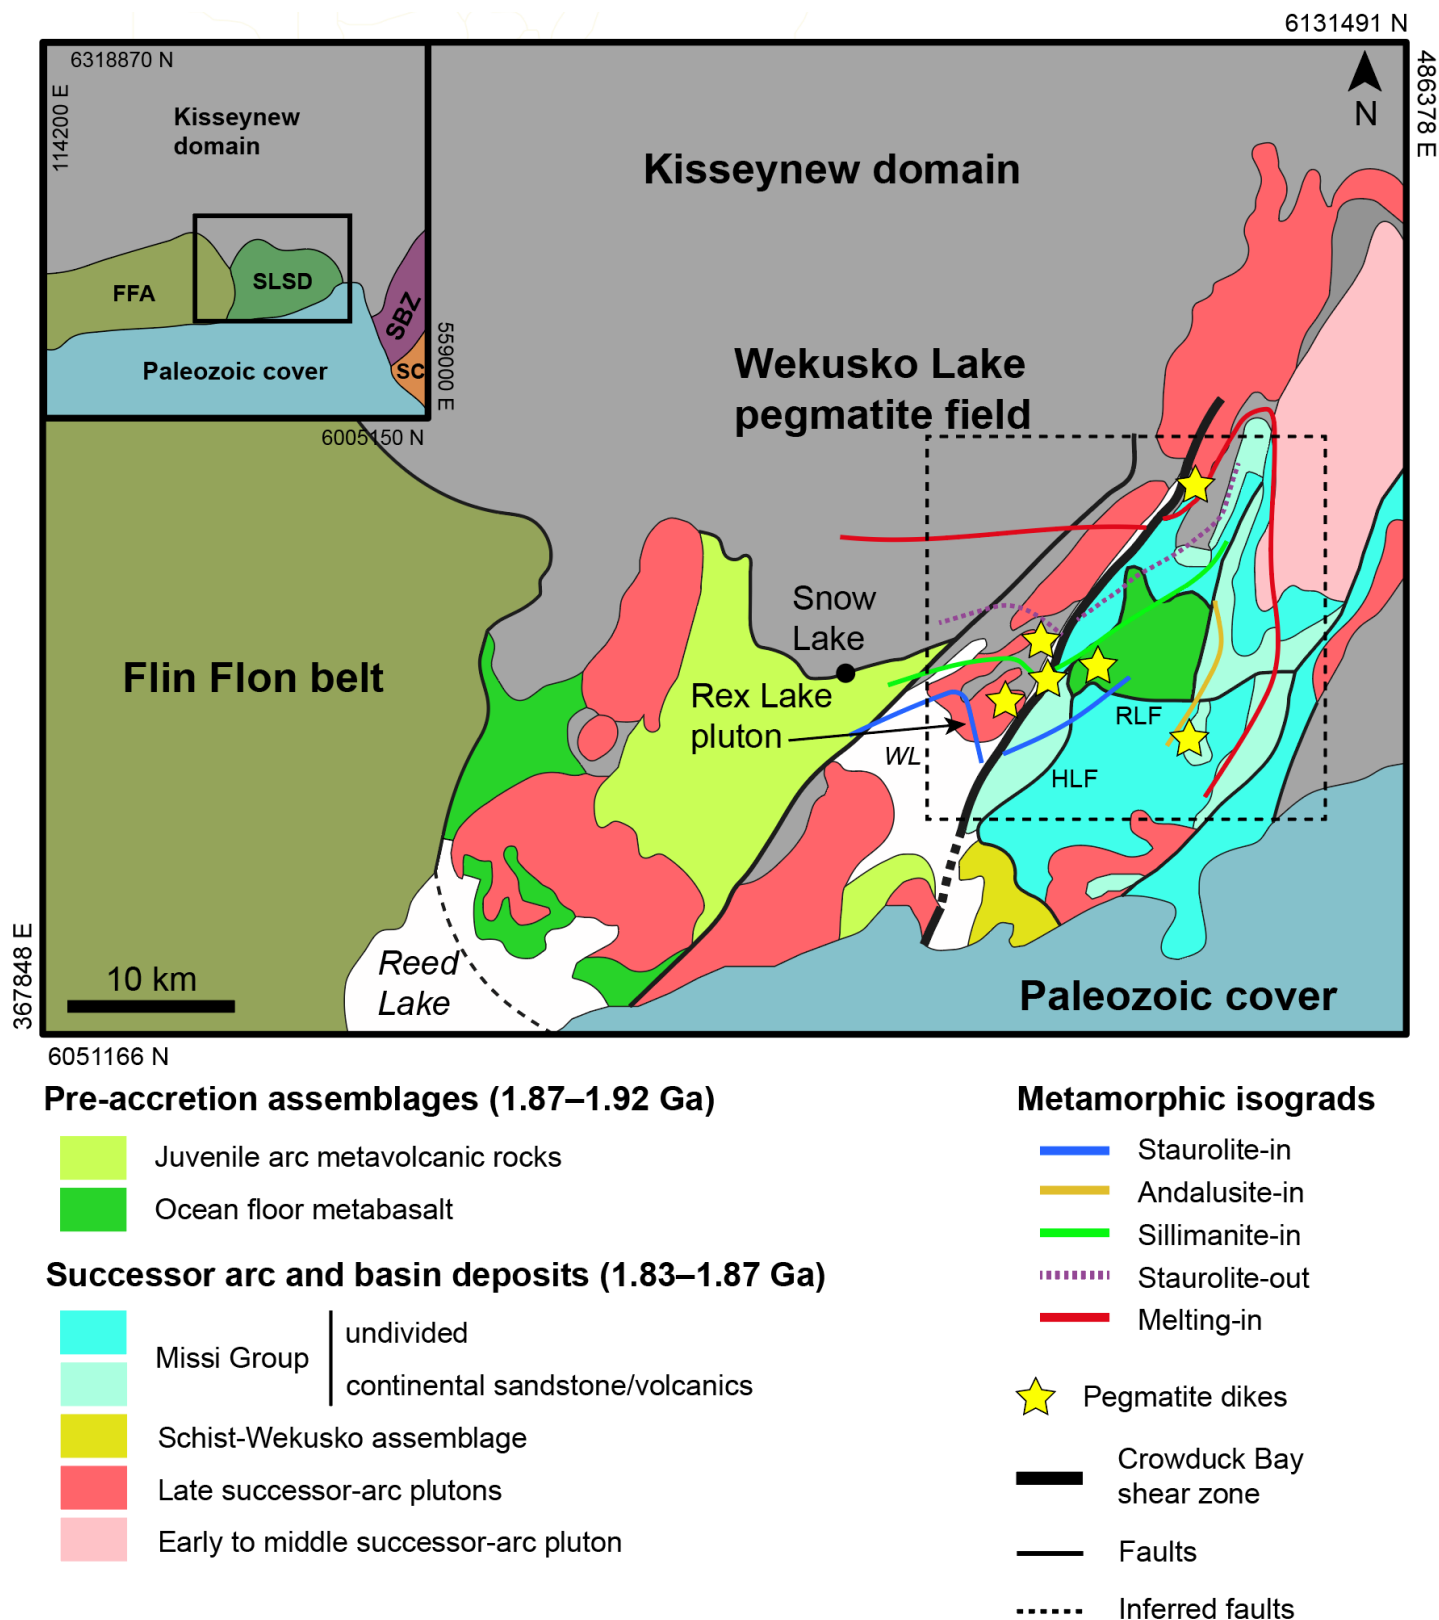 6131491 N
486378 E
N
6318870 N
114200 E
Kisseynew
domain
FFA
SLSD
SBZ
SC
Paleozoic cover
559000 E
6005150 N
Kisseynew domain
Wekusko Lake
pegmatite field
Snow
Lake
Flin Flon belt
Rex Lake
pluton
WL
RLF
HLF
Reed
Lake
10 km
Paleozoic cover
367848 E
6051166 N
Pre-accretion assemblages (1.87–1.92 Ga)
Juvenile arc metavolcanic rocks
Ocean floor metabasalt
Successor arc and basin deposits (1.83–1.87 Ga)
Missi Group
undivided
continental sandstone/volcanics
Schist-Wekusko assemblage
Late successor-arc plutons
Early to middle successor-arc pluton
Metamorphic isograds
Staurolite-in
Andalusite-in
Sillimanite-in
Staurolite-out
Melting-in
Pegmatite dikes
Crowduck Bay
shear zone
Faults
Inferred faults